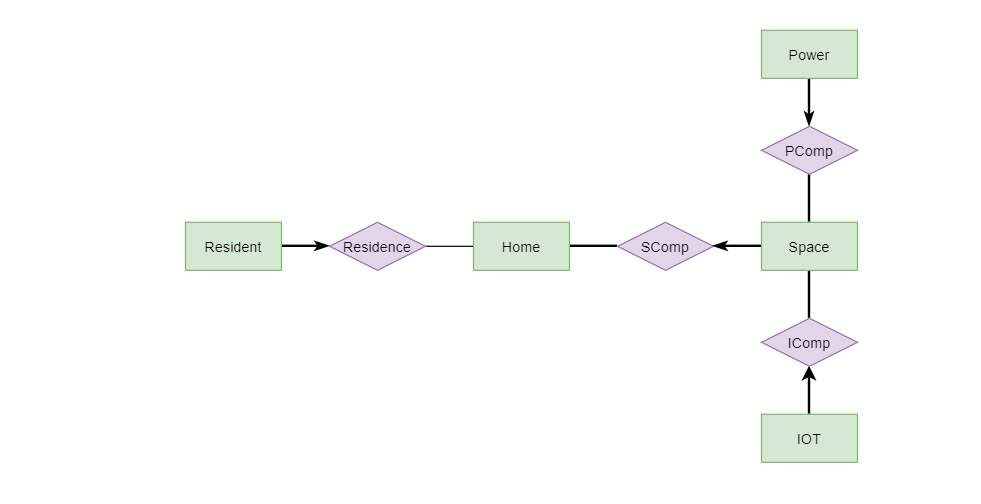 Power
PComp
Resident
Residence
Home
SComp
Space
IComp
IOT